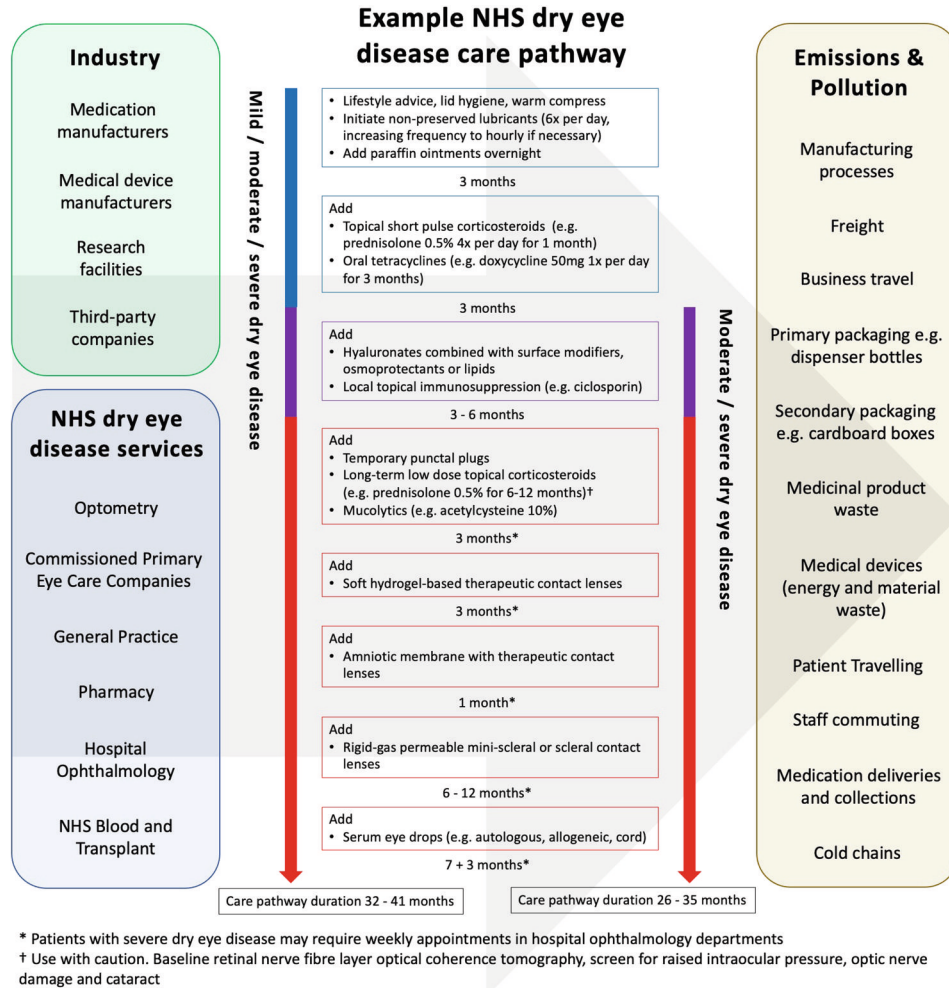 Example NHS dry eye
disease care pathway
Industry
Medication
manufacturers
Medical device
manufacturers
Research
facilities
Third-party
companies
NHS dry eye
disease services
Optometry
Commissioned Primary
Eye Care Companies
General Practice
Pharmacy
Hospital
Ophthalmology
NHS Blood and
Transplant
Mild / moderate / severe dry eye disease
• Lifestyle advice, lid hygiene, warm compress
• Initiate non-preserved lubricants (6x per day,
increasing frequency to hourly if necessary)
• Add paraffin ointments overnight
3 months
Add
• Topical short pulse corticosteroids (e.g.
prednisolone 0.5% 4x per day for 1 month)
• Oral tetracyclines (e.g. doxycycline 50mg 1x per day
for 3 months)
3 months
Add
• Hyaluronates combined with surface modifiers,
osmoprotectants or lipids
• Local topical immunosuppression (e.g. ciclosporin)
3 - 6 months
Add
• Temporary punctal plugs
• Long-term low dose topical corticosteroids
(e.g. prednisolone 0.5% for 6-12 months)†
• Mucolytics (e.g. acetylcysteine 10%)
3 months*
Add
• Soft hydrogel-based therapeutic contact lenses
3 months*
Add
• Amniotic membrane with therapeutic contact
lenses
1 month*
Add
• Rigid-gas permeable mini-scleral or scleral contact
lenses
6 - 12 months*
Add
• Serum eye drops (e.g. autologous, allogeneic, cord)
7 + 3 months*
Care pathway duration 32 - 41 months
Moderate / severe dry eye disease
Care pathway duration 26 - 35 months
Emissions &
Pollution
Manufacturing
processes
Freight
Business travel
Primary packaging e.g.
dispenser bottles
Secondary packaging
e.g. cardboard boxes
Medicinal product
waste
Medical devices
(energy and material
waste)
Patient Travelling
Staff commuting
Medication deliveries
and collections
Cold chains
* Patients with severe dry eye disease may require weekly appointments in hospital ophthalmology departments
† Use with caution. Baseline retinal nerve fibre layer optical coherence tomography, screen for raised intraocular pressure, optic nerve
damage and cataract